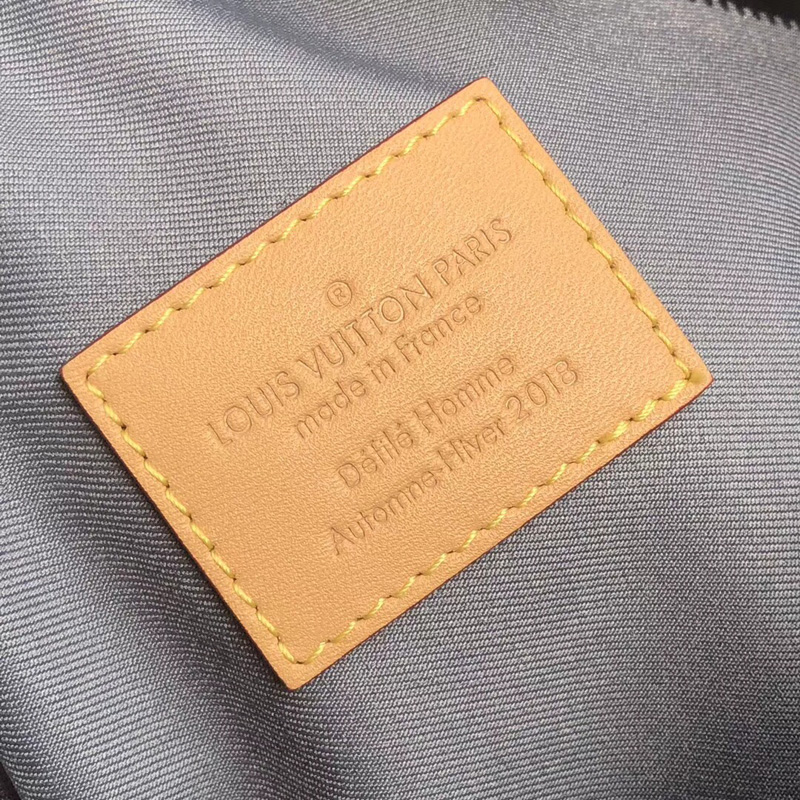 ®
LOUIS VUITTON PARIS
made in France
Défilé Homme
Automne-Hiver 2018